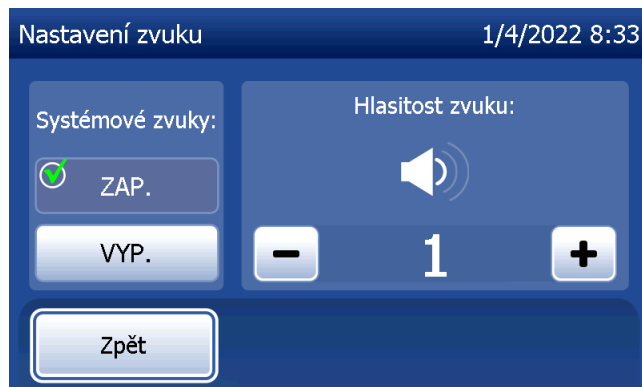 Nastavení zvuku
1/4/2022 8:33
Systémové zvuky:
ZAP.
VYP.
Hlasitost zvuku:
1
Zpět